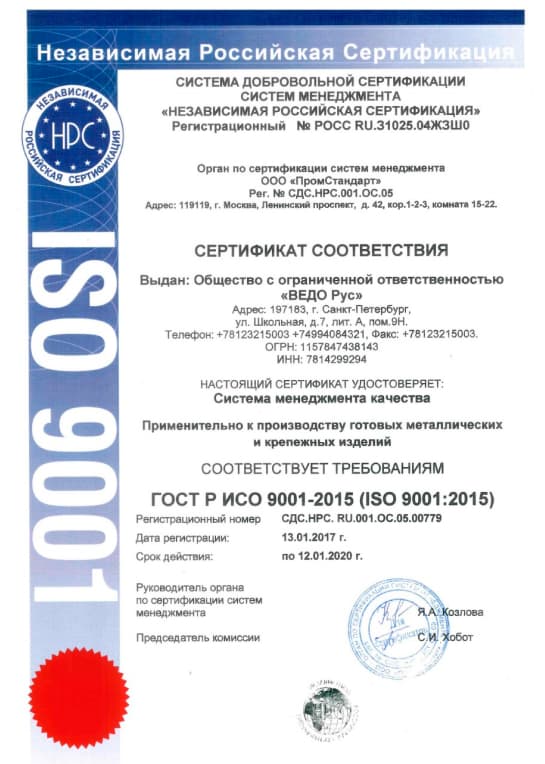 Независимая Российская Сертификация
СИСТЕМА ДОБРОВОЛЬНОЙ СЕРТИФИКАЦИИ
СИСТЕМ МЕНЕДЖМЕНТА
«НЕЗАВИСИМАЯ РОССИЙСКАЯ СЕРТИФИКАЦИЯ»
Регистрационный № РОСС RU.31025.04ЖЗШ0
НЕЗАВИСИМАЯ
НРС
РОССИЙСКАЯ СЕРТИФИКАЦИЯ
Орган по сертификации систем менеджмента
ООО «ПромСтандарт»
Рег. № СДС.НРС.001.ОС.05
Адрес: 119119, г. Москва, Ленинский проспект, д. 42, кор.1-2-3, комната 15-22.
ISO 9001
СЕРТИФИКАТ СООТВЕТСТВИЯ
Выдан: Общество с ограниченной ответственностью
«ВЕДО Рус»
Адрес: 197183, г. Санкт-Петербург,
ул. Школьная, д.7, лит. А, пом.9Н.
Телефон: +78123215003 +74994084321, Факс: +78123215003.
ОГРН: 1157847438143
ИНН: 7814299294
НАСТОЯЩИЙ СЕРТИФИКАТ УДОСТОВЕРЯЕТ:
Система менеджмента качества
Применительно к производству готовых металлических
и крепежных изделий
СООТВЕТСТВУЕТ ТРЕБОВАНИЯМ
ГОСТ Р ИСО 9001-2015 (ISO 9001:2015)
Регистрационный номер СДС.НРС. RU.001.ОС.05.00779
Дата регистрации: 13.01.2017 г.
Срок действия: по 12.01.2020 г.
Руководитель органа
по сертификации систем
менеджмента Я.А. Козлова
Председатель комиссии С.И. Хобот